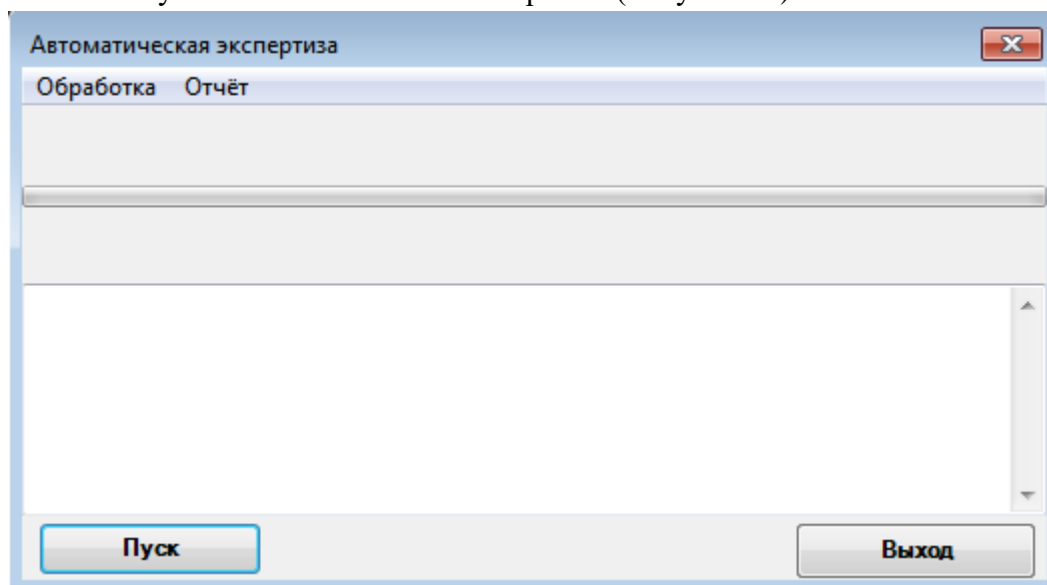 Автоматическая экспертиза
Обработка Отчёт
Пуск
Выход